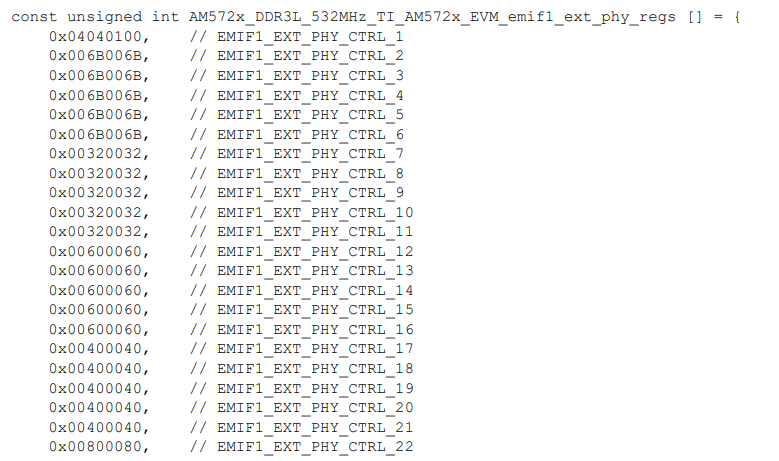 const unsigned int AM572x_DDR3L_532MHz_TI_AM572x_EVM_emif1_ext_phy_regs [] = {
0x04040100, // EMIF1_EXT_PHY_CTRL_1
0x006B006B, // EMIF1_EXT_PHY_CTRL_2
0x006B006B, // EMIF1_EXT_PHY_CTRL_3
0x006B006B, // EMIF1_EXT_PHY_CTRL_4
0x006B006B, // EMIF1_EXT_PHY_CTRL_5
0x006B006B, // EMIF1_EXT_PHY_CTRL_6
0x00320032, // EMIF1_EXT_PHY_CTRL_7
0x00320032, // EMIF1_EXT_PHY_CTRL_8
0x00320032, // EMIF1_EXT_PHY_CTRL_9
0x00320032, // EMIF1_EXT_PHY_CTRL_10
0x00320032, // EMIF1_EXT_PHY_CTRL_11
0x00600060, // EMIF1_EXT_PHY_CTRL_12
0x00600060, // EMIF1_EXT_PHY_CTRL_13
0x00600060, // EMIF1_EXT_PHY_CTRL_14
0x00600060, // EMIF1_EXT_PHY_CTRL_15
0x00600060, // EMIF1_EXT_PHY_CTRL_16
0x00400040, // EMIF1_EXT_PHY_CTRL_17
0x00400040, // EMIF1_EXT_PHY_CTRL_18
0x00400040, // EMIF1_EXT_PHY_CTRL_19
0x00400040, // EMIF1_EXT_PHY_CTRL_20
0x00400040, // EMIF1_EXT_PHY_CTRL_21
0x00800080, // EMIF1_EXT_PHY_CTRL_22